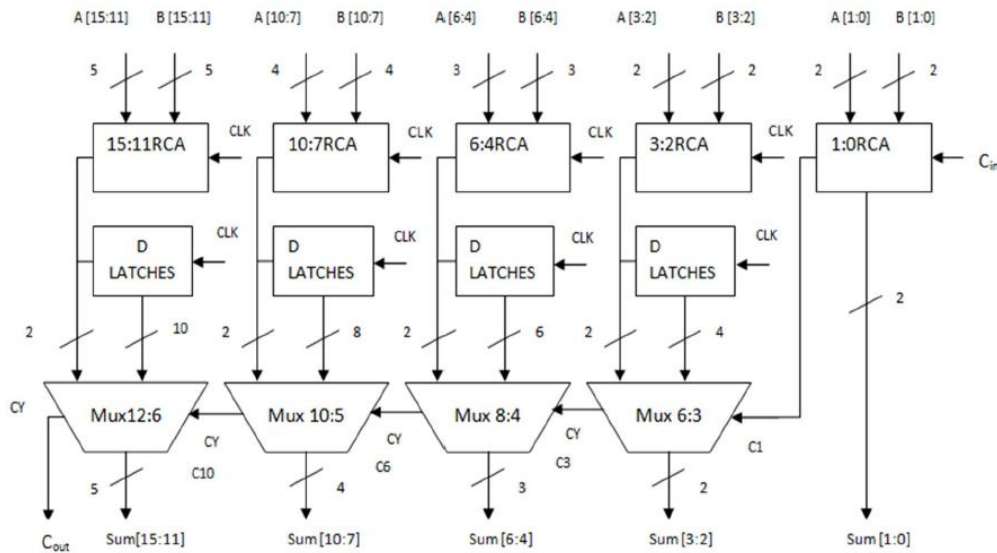 A [15:11] B [15:11] A [10:7] B [10:7] A[6:4] B[6:4] A [3:2] B [3:2] A [1:0] B [1:0]
5 5 4 4 3 3 2 2 2 2
15:11RCA CLK 10:7RCA CLK 6:4RCA CLK 3:2RCA CLK 1:0RCA
C in
D LATCHES CLK D LATCHES CLK D LATCHES CLK D LATCHES CLK
2 10 2 8 2 6 2 4 2
CY Mux12:6 CY C10 Mux 10:5 CY C6 Mux 8:4 CY C3 Mux 6:3 C1
5 4 3 2
C out Sum[15:11] Sum [10:7] Sum [6:4] Sum [3:2] Sum [1:0]